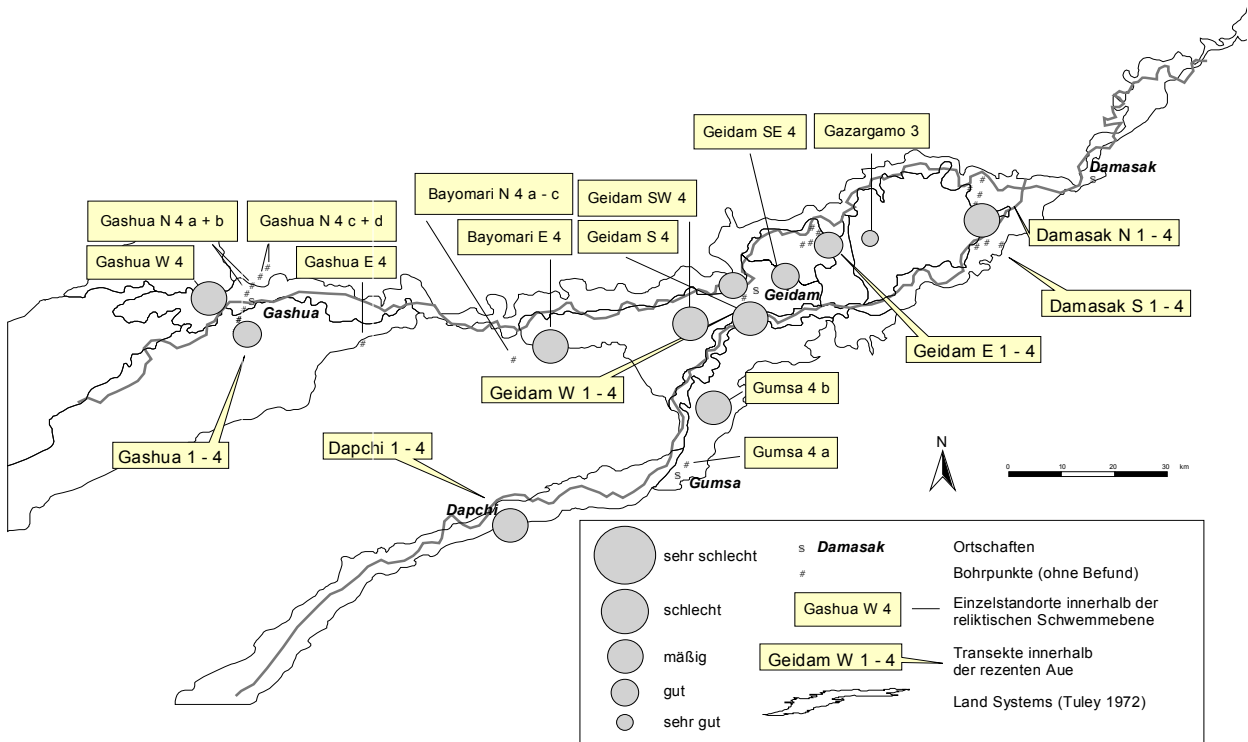 Geidam SE 4
Gazargamo 3
Damasak
s
Bayomari N 4 a - c
Geidam SW 4
Gashua N 4 a + b
Gashua N 4 c + d
Bayomari E 4
Geidam S 4
Damasak N 1 - 4
Gashua W 4
Gashua E 4
s
Geidam
s
Gashua
Damasak S 1 - 4
Geidam E 1 - 4
Geidam W 1 - 4
Gumsa 4 b
Gashua 1 - 4
Dapchi 1 - 4
Gumsa 4 a
s
Gumsa
N
0 10 20 30 km
Dapchi
s
sehr schlecht
schlecht
mäßig
gut
sehr gut
s Damasak
Ortschaften
# Bohrpunkte (ohne Befund)
Gashua W 4
Einzelstandorte innerhalb der
reliktischen Schwemmebene
Geidam W 1 - 4
Transekte innerhalb
der rezenten Aue
Land Systems (Tuley 1972)